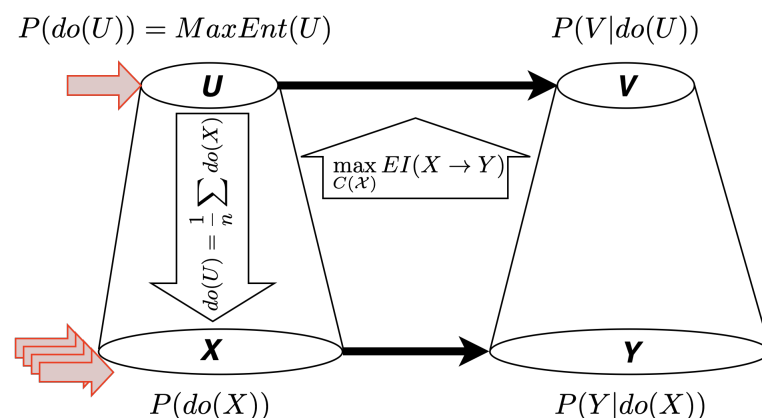 P(do(U)) = MaxEnt(U)
P(V|do(U))
U
V
do(U) = 1/n ∑ do(X)
max EI(X → Y)
C(𝒳)
X
Y
P(do(X))
P(Y|do(X))